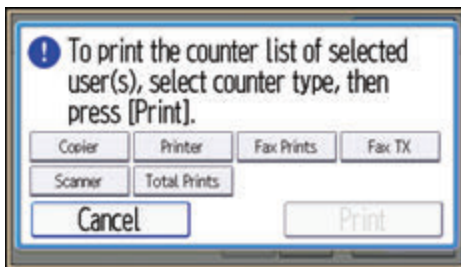 To print the counter list of selected
user(s), select counter type, then
press [Print].
Copier Printer Fax Prints Fax TX
Scanner Total Prints
Cancel Print